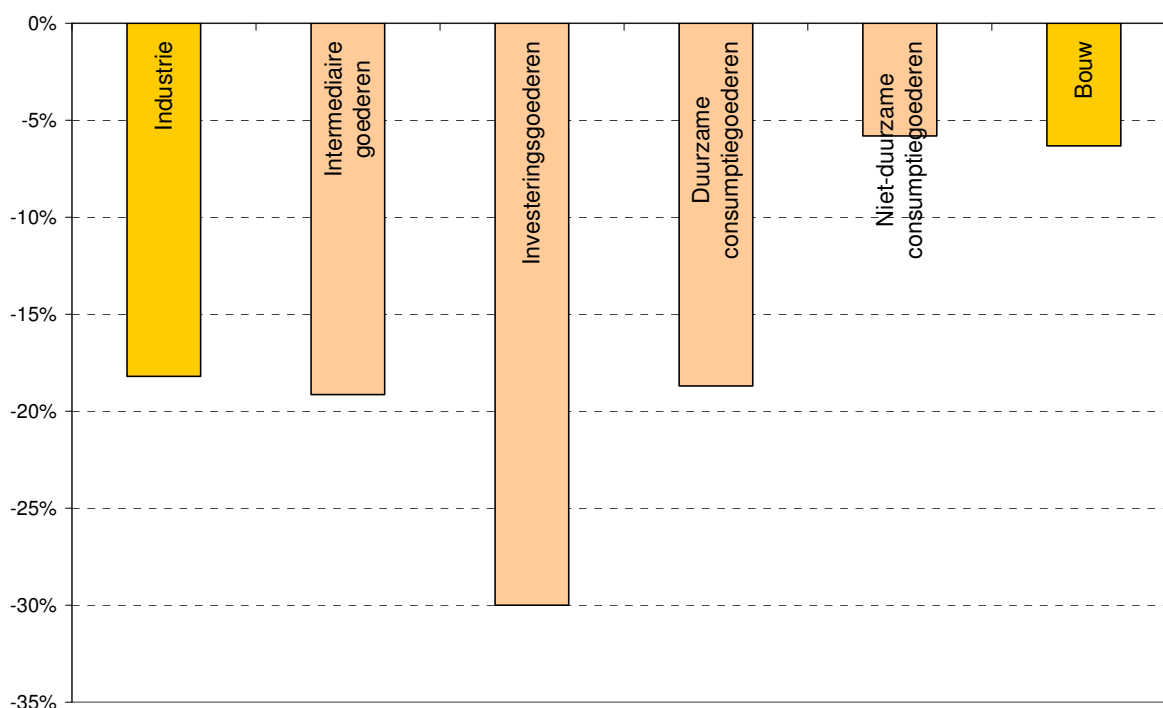 0%
-5%
-10%
-15%
-20%
-25%
-30%
-35%
Industrie
Intermediaire
goederen
Investeringsgoederen
Duurzame
consumptiegoederen
Niet-duurzame
consumptiegoederen
Bouw